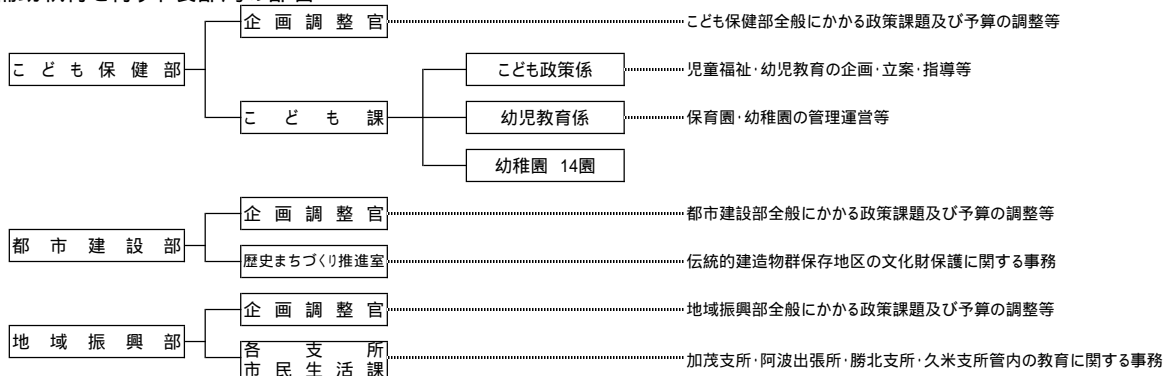 企画調整官 こども保健部全般にかかる政策課題及び予算の調整等
こども保健部
こども政策係 児童福祉・幼児教育の企画・立案・指導等
こども課
幼児教育係 保育園・幼稚園の管理運営等
幼稚園 14園
企画調整官 都市建設部全般にかかる政策課題及び予算の調整等
都市建設部
歴史まちづくり推進室 伝統的建造物群保存地区の文化財保護に関する事務
企画調整官 地域振興部全般にかかる政策課題及び予算の調整等
地域振興部
各支所
市民生活課 加茂支所・阿波出張所・勝北支所・久米支所管内の教育に関する事務